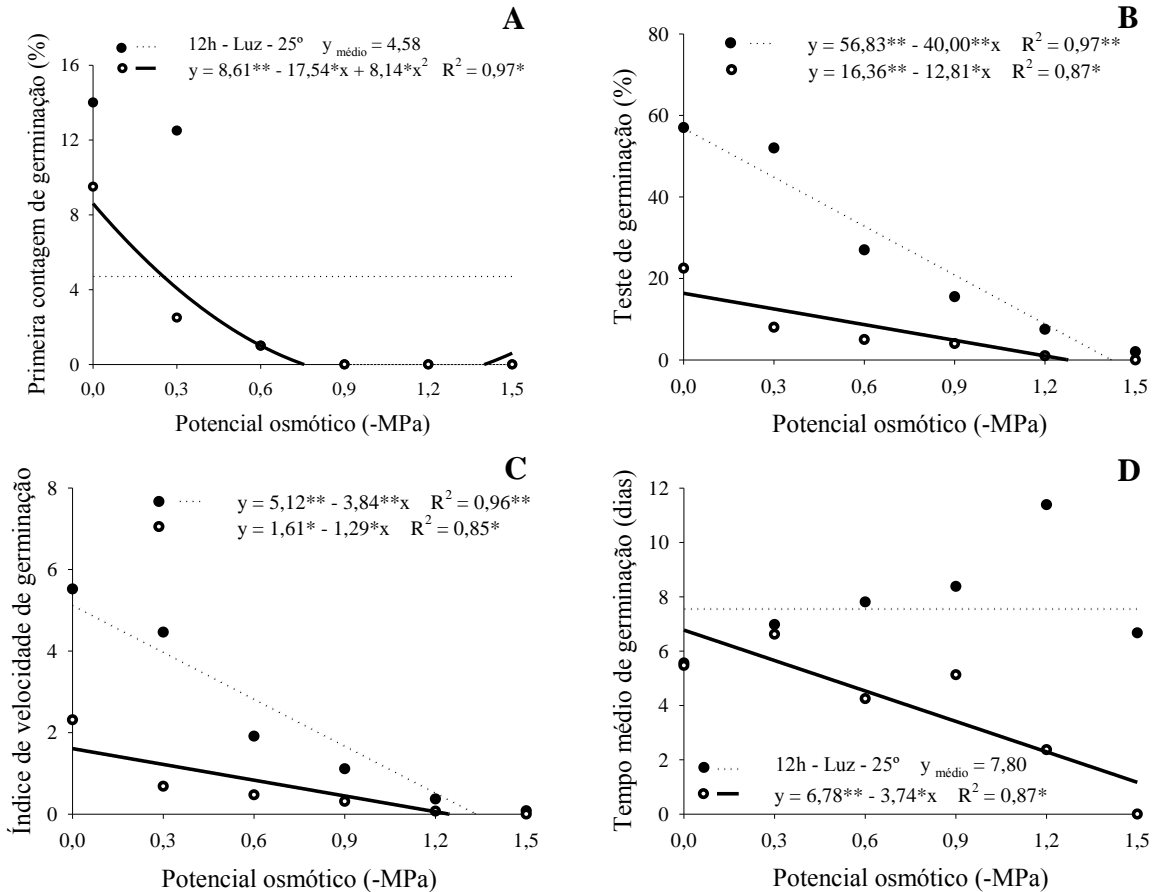 A
12h - Luz - 25º y médio = 4,58
y = 8,61** - 17,54*x + 8,14*x² R² = 0,97*
Primeira contagem de germinação (%)
16
12
8
4
0
0,0 0,3 0,6 0,9 1,2 1,5
Potencial osmótico (-MPa)
B
y = 56,83** - 40,00**x R² = 0,97**
y = 16,36** - 12,81*x R² = 0,87*
Teste de germinação (%)
80
60
40
20
0
0,0 0,3 0,6 0,9 1,2 1,5
Potencial osmótico (-MPa)
C
y = 5,12** - 3,84**x R² = 0,96**
y = 1,61* - 1,29*x R² = 0,85*
Índice de velocidade de germinação
8
6
4
2
0
0,0 0,3 0,6 0,9 1,2 1,5
Potencial osmótico (-MPa)
D
Tempo médio de germinação (dias)
12
10
8
6
4
2
0
12h - Luz - 25º y médio = 7,80
y = 6,78** - 3,74*x R² = 0,87*
0,0 0,3 0,6 0,9 1,2 1,5
Potencial osmótico (-MPa)